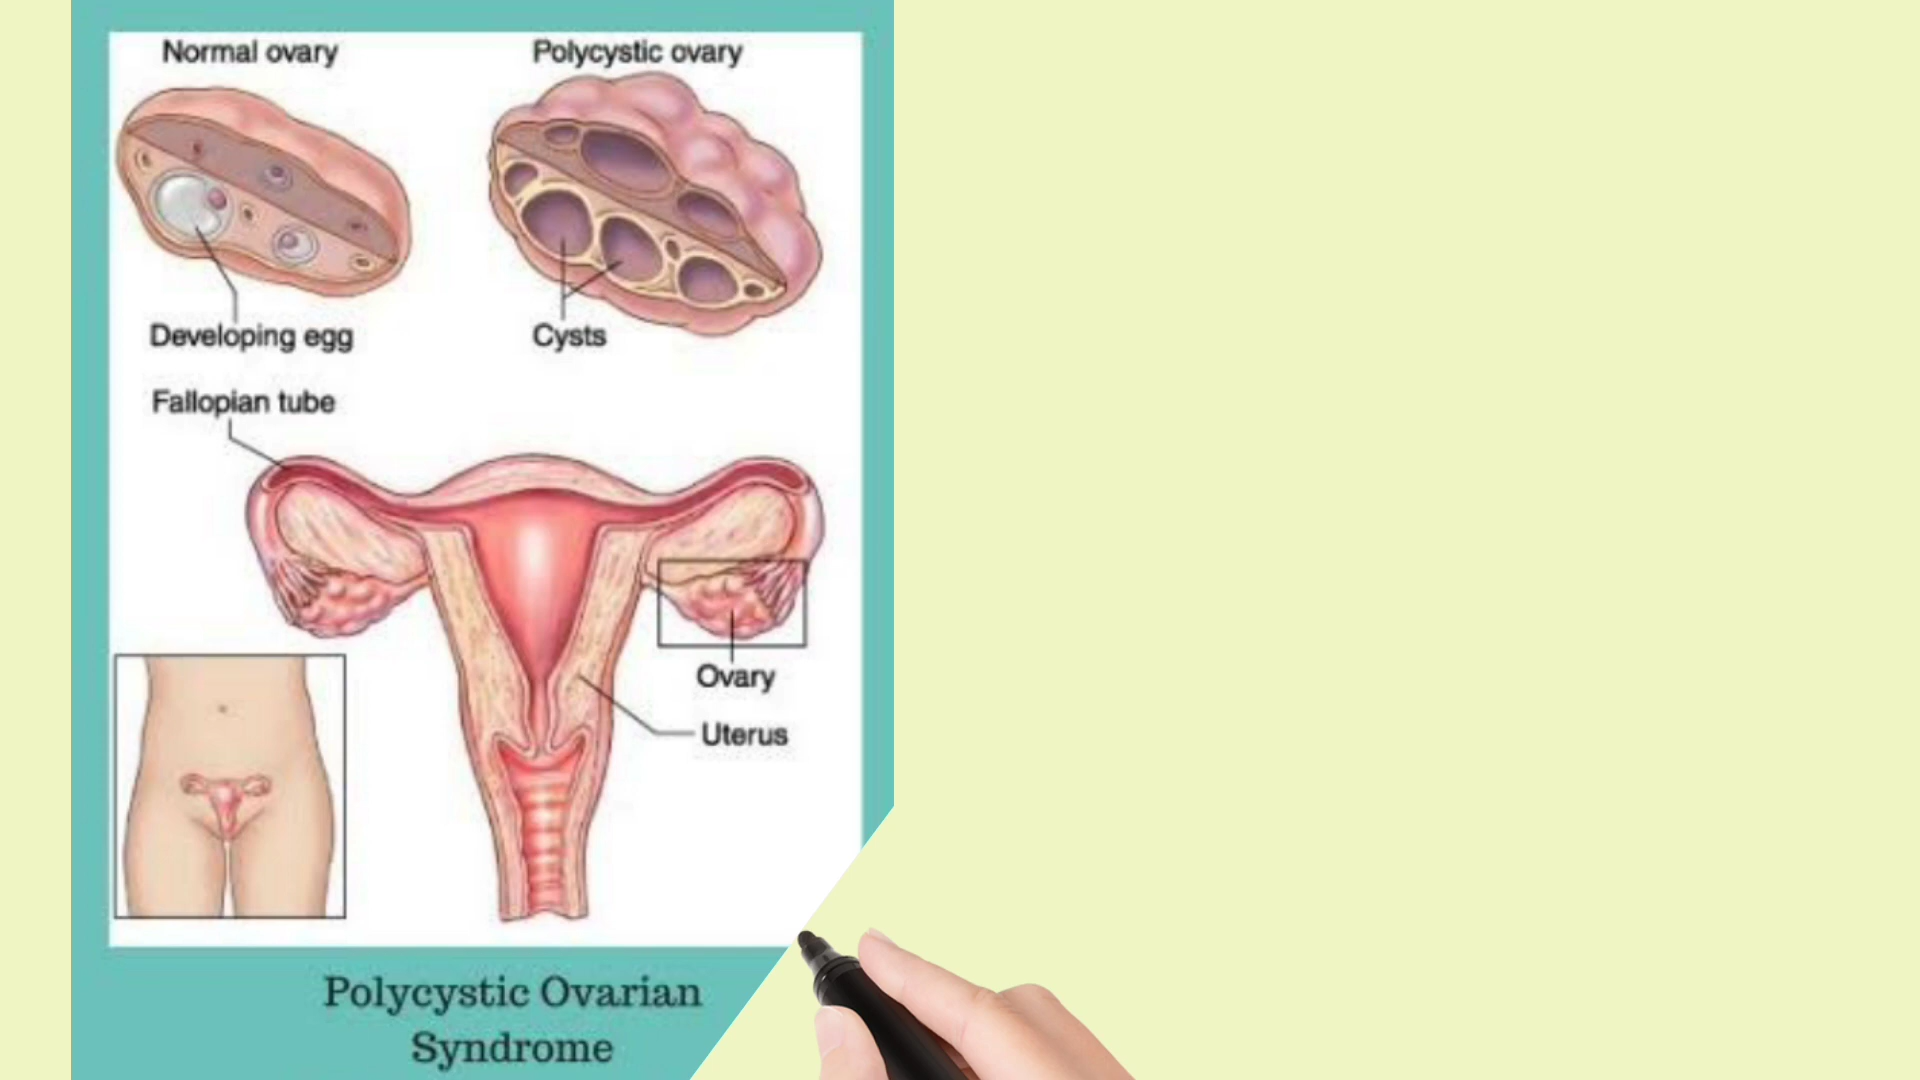 Normal ovary
Polycystic ovary
Developing egg
Cysts
Fallopian tube
Ovary
Uterus
Polycystic Ovarian
Syndrome